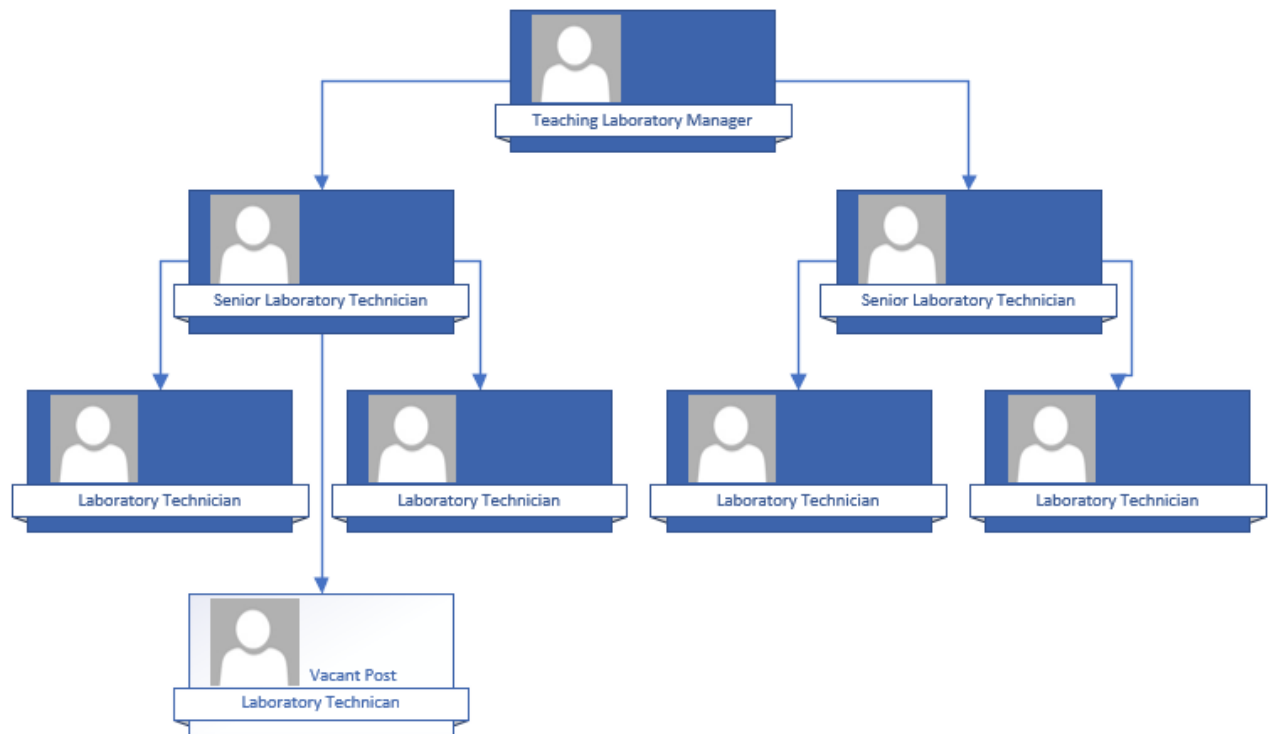 Teaching Laboratory Manager
Senior Laboratory Technician
Senior Laboratory Technician
Laboratory Technician
Laboratory Technician
Laboratory Technician
Laboratory Technician
Vacant Post
Laboratory Technican